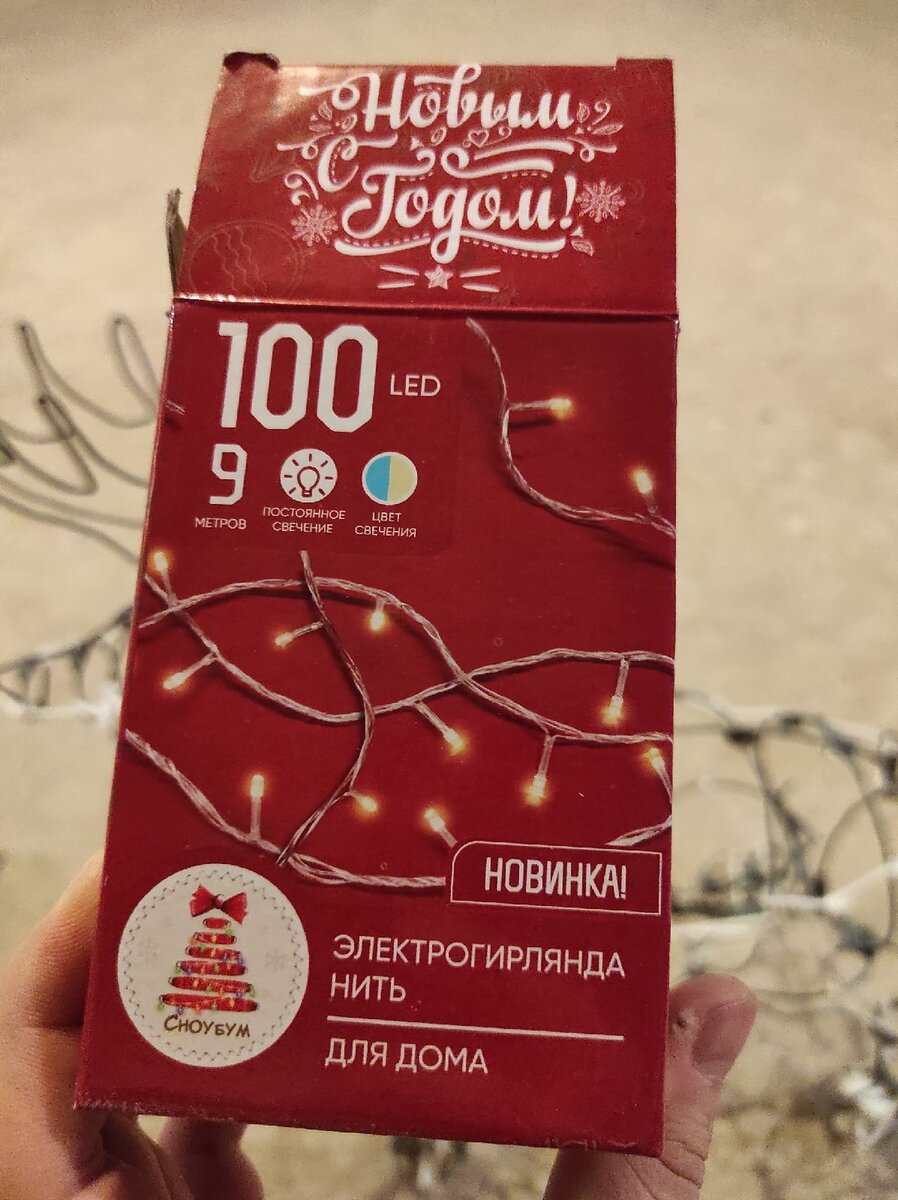 Новым
С
Годом!
100 LED
9
МЕТРОВ
ПОСТОЯННОЕ
СВЕЧЕНИЕ
ЦВЕТ
СВЕЧЕНИЯ
НОВИНКА!
ЭЛЕКТРОГИРЛЯНДА
НИТЬ
ДЛЯ ДОМА
СНОУБУМ